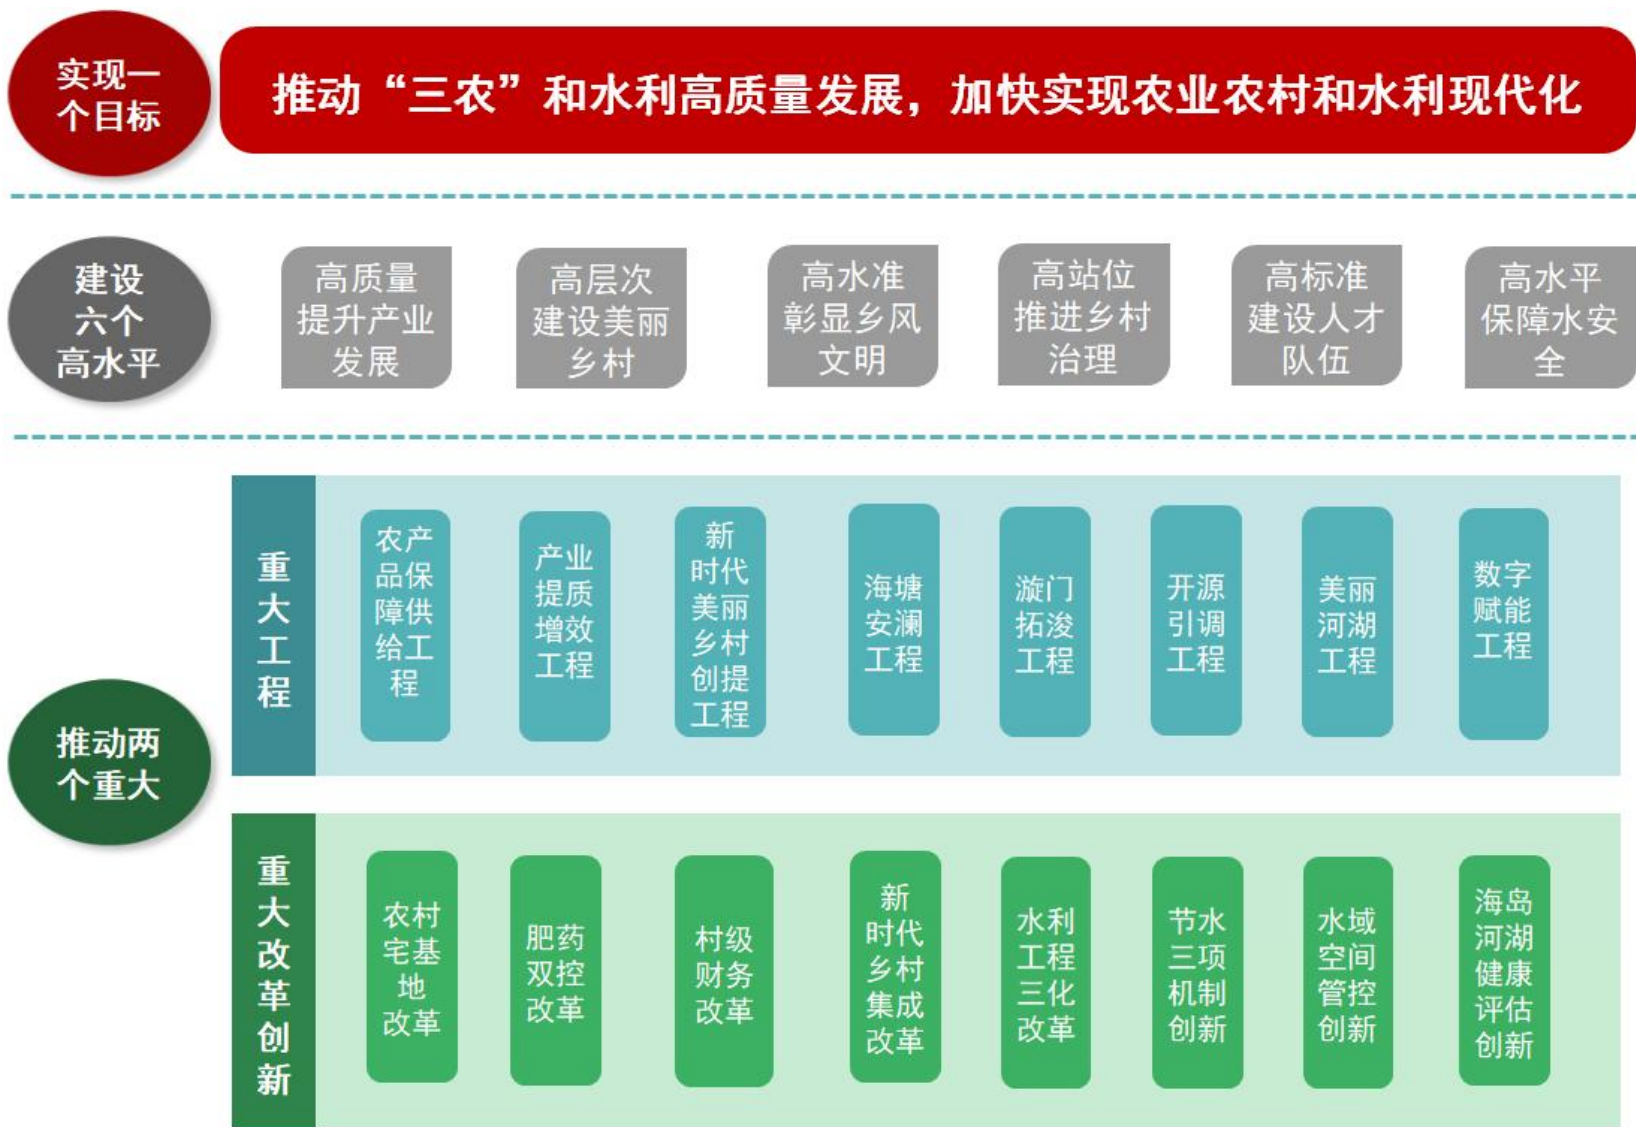 实现一
个目标
推动“三农”和水利高质量发展，加快实现农业农村和水利现代化
建设
六个
高水平
高质量
提升产业
发展
高层次
建设美丽
乡村
高水准
彰显乡风
文明
高站位
推进乡村
治理
高标准
建设人才
队伍
高水平
保障水安
全
推动两
个重大
重
大
工
程
农产
品保
障供
给工
程
产业
提质
增效
工程
新
时代
美丽
乡村
创提
工程
海塘
安澜
工程
漩门
拓浚
工程
开源
引调
工程
美丽
河湖
工程
数字
赋能
工程
重
大
改
革
创
新
农村
宅基
地
改革
肥药
双控
改革
村级
财务
改革
新
时代
乡村
集成
改革
水利
工程
三化
改革
节水
三项
机制
创新
水域
空间
管控
创新
海岛
河湖
健康
评估
创新